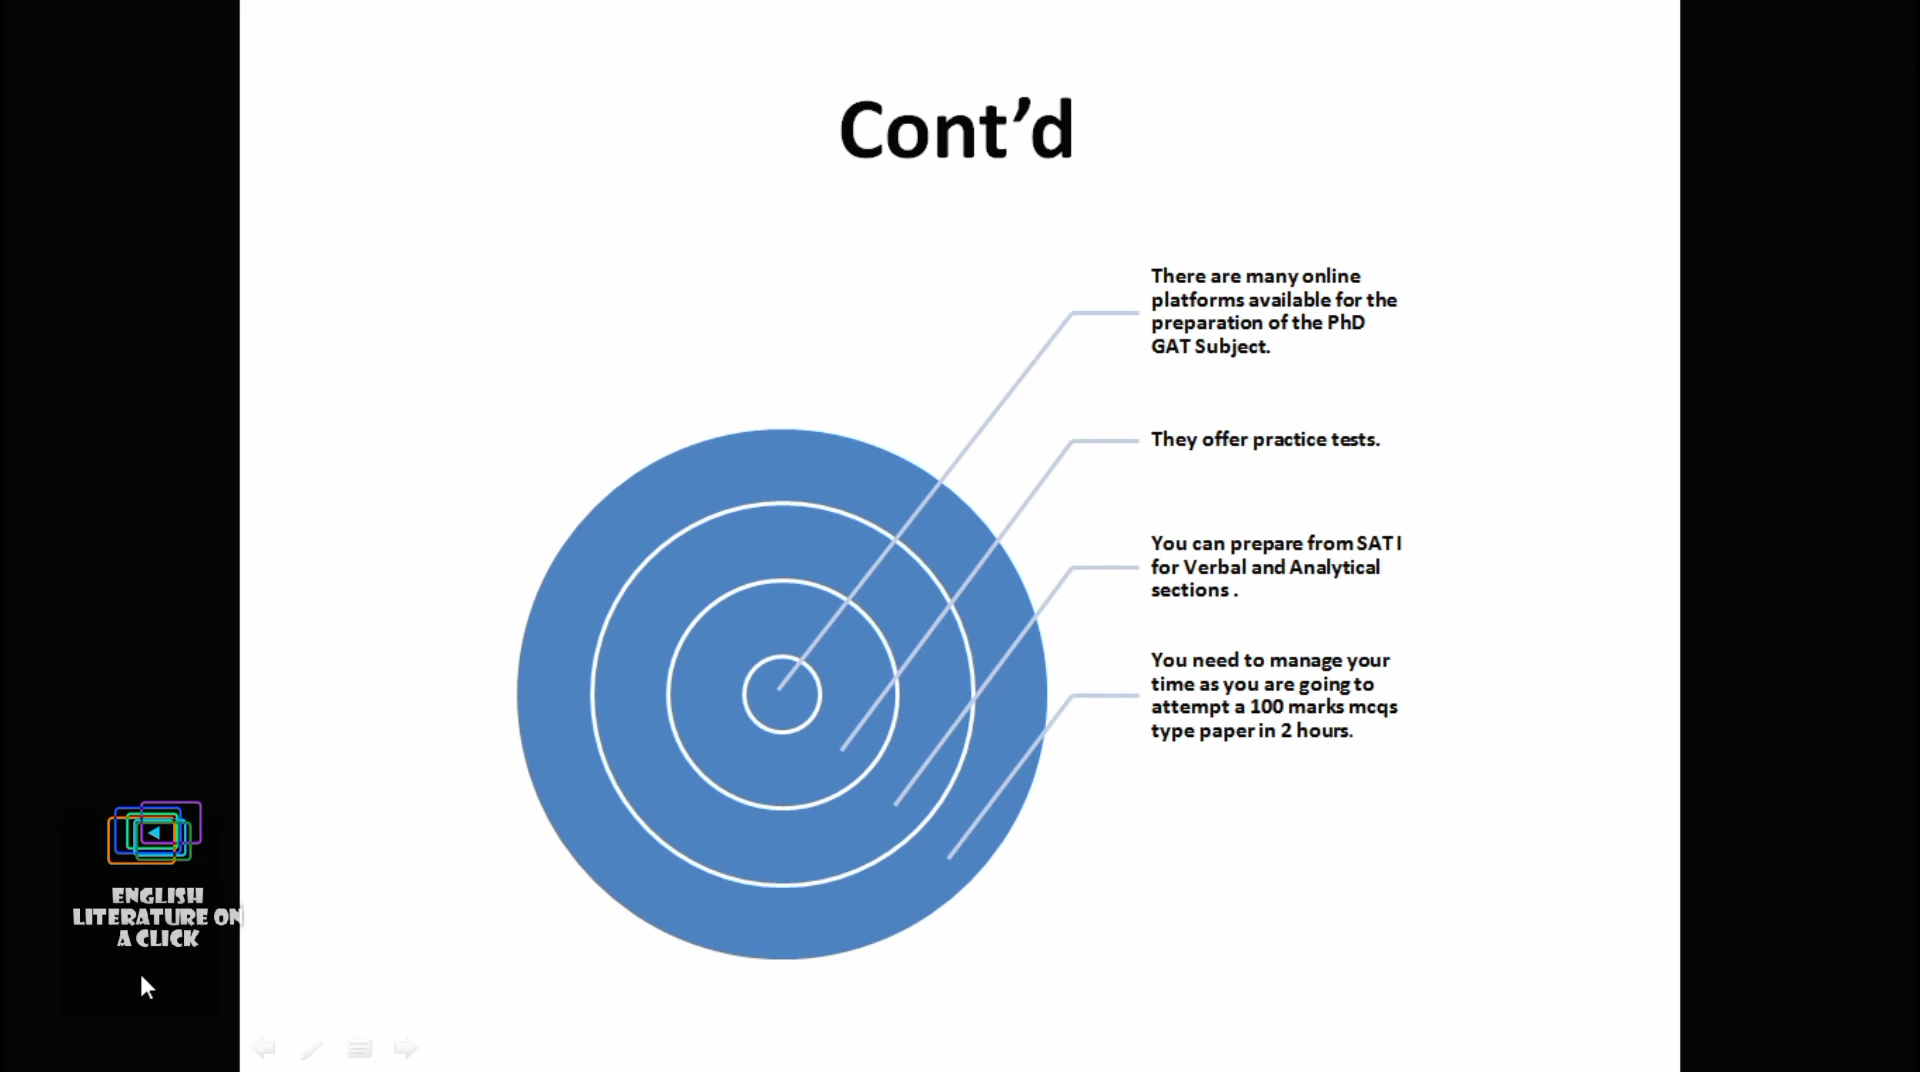 Cont’d
There are many online
platforms available for the
preparation of the PhD
GAT Subject.
They offer practice tests.
You can prepare from SAT I
for Verbal and Analytical
sections .
You need to manage your
time as you are going to
attempt a 100 marks mcqs
type paper in 2 hours.
ENGLISH
LITERATURE ON
A CLICK